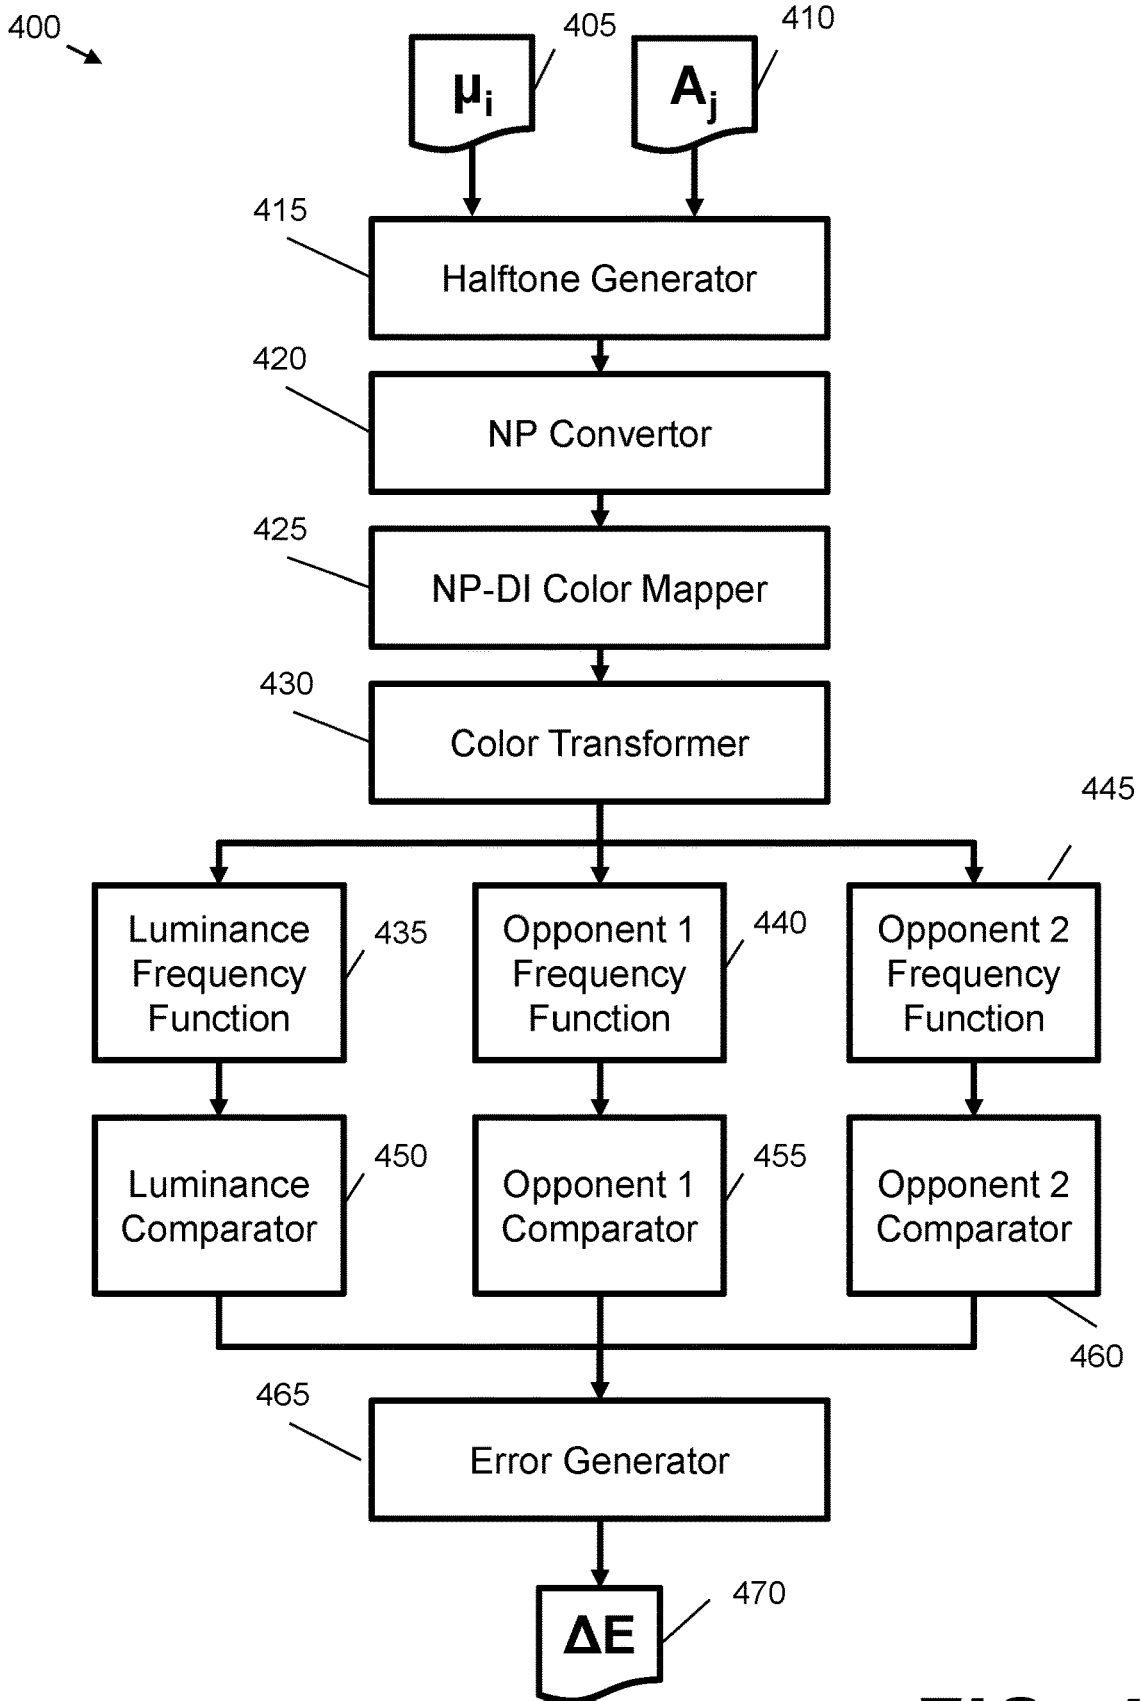 400
405
410
μi
Aj
415
Halftone Generator
420
NP Convertor
425
NP-DI Color Mapper
430
Color Transformer
445
Luminance
Frequency
Function
435
Opponent 1
Frequency
Function
440
Opponent 2
Frequency
Function
Luminance
Comparator
450
Opponent 1
Comparator
455
Opponent 2
Comparator
460
465
Error Generator
ΔE
470